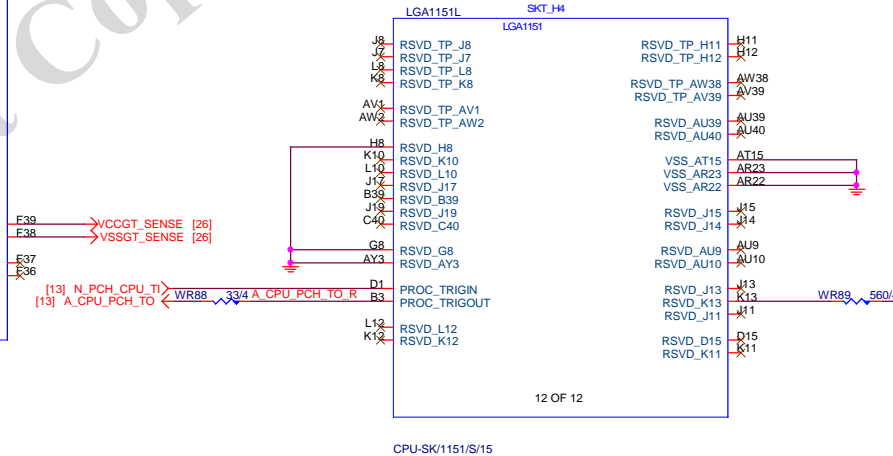 LGA1151L
SKT_H4
LGA1151
J8 RSVD_TP_J8
J7 RSVD_TP_J7
L8 RSVD_TP_L8
K8 RSVD_TP_K8
AV1 RSVD_TP_AV1
AW2 RSVD_TP_AW2
H8 RSVD_H8
K10 RSVD_K10
L10 RSVD_L10
J17 RSVD_J17
B39 RSVD_B39
J19 RSVD_J19
C40 RSVD_C40
G8 RSVD_G8
AY3 RSVD_AY3
D1 PROC_TRIGIN
B3 PROC_TRIGOUT
L12 RSVD_L12
K12 RSVD_K12
RSVD_TP_H11 H11
RSVD_TP_H12 H12
RSVD_TP_AW38 AW38
RSVD_TP_AV39 AV39
RSVD_AU39 AU39
RSVD_AU40 AU40
VSS_AT15 AT15
VSS_AR23 AR23
VSS_AR22 AR22
RSVD_J15 J15
RSVD_J14 J14
RSVD_AU9 AU9
RSVD_AU10 AU10
RSVD_J13 J13
RSVD_K13 K13
RSVD_J11 J11
RSVD_D15 D15
RSVD_K11 K11
WR89 560/4
F39 VCCGT_SENSE [26]
F38 VSSGT_SENSE [26]
F37
F36
[13] N_PCH_CPU_TI
[13] A_CPU_PCH_TO WR88 33/4 A_CPU_PCH_TO_R
12 OF 12
CPU-SK/1151/S/15